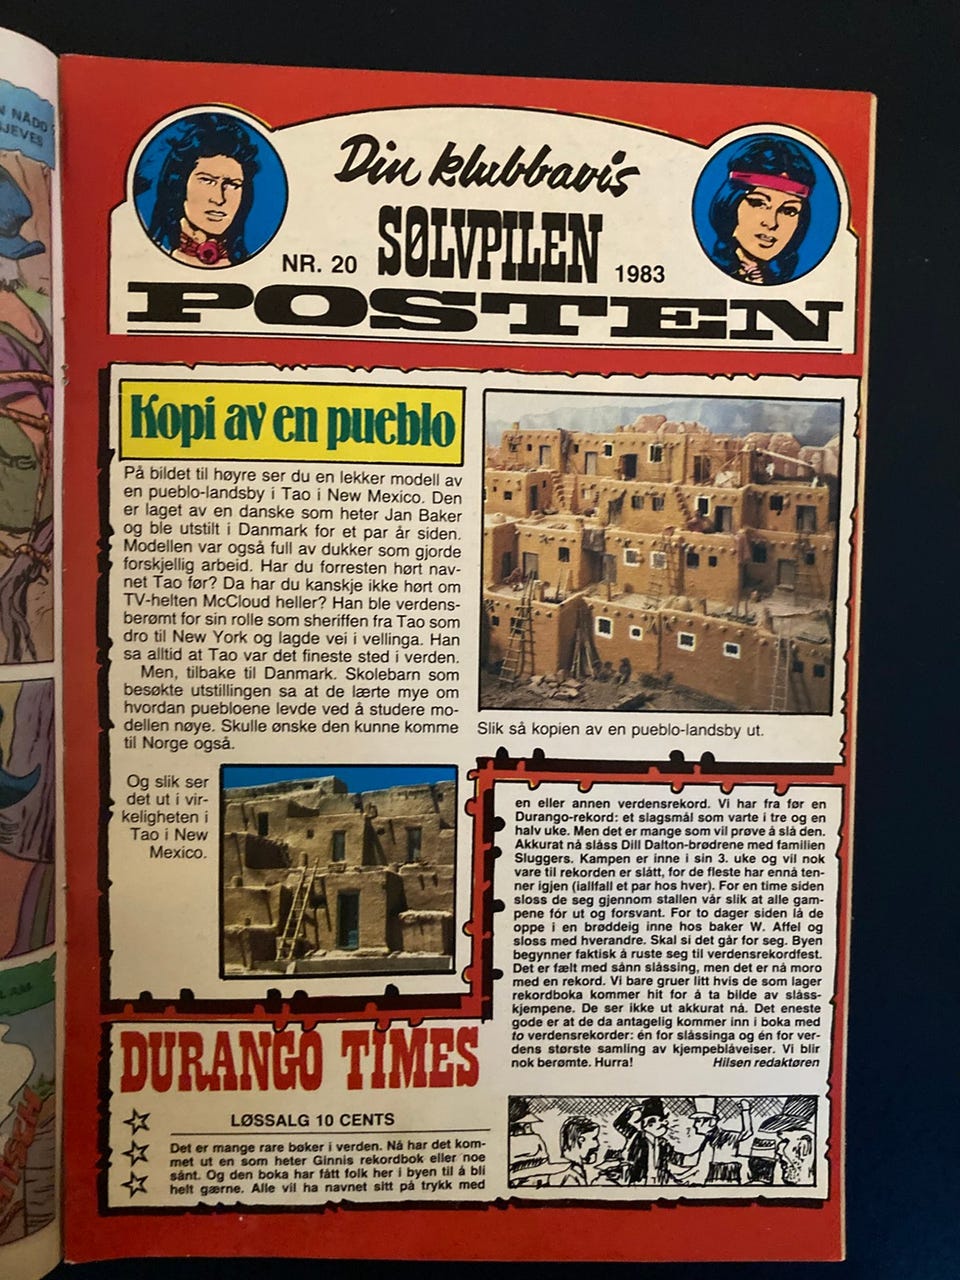 N NÅDD
JEVES
Din klubbavis
NR. 20 SØLVPILEN 1983
POSTEN
Kopi av en pueblo
På bildet til høyre ser du en lekker modell av
en pueblo-landsby i Tao i New Mexico. Den
er laget av en danske som heter Jan Baker
og ble utstilt i Danmark for et par år siden.
Modellen var også full av dukker som gjorde
forskjellig arbeid. Har du forresten hørt nav-
net Tao før? Da har du kanskje ikke hørt om
TV-helten McCloud heller? Han ble verdens-
berømt for sin rolle som sheriffen fra Tao som
dro til New York og lagde vei i vellinga. Han
sa alltid at Tao var det fineste sted i verden.
Men, tilbake til Danmark. Skolebarn som
besøkte utstillingen sa at de lærte mye om
hvordan puebloene levde ved å studere mo-
dellen nøye. Skulle ønske den kunne komme
til Norge også.
Slik så kopien av en pueblo-landsby ut.
Og slik ser
det ut i vir-
keligheten i
Tao i New
Mexico.
DURANGO TIMES
LØSSALG 10 CENTS
Det er mange rare bøker i verden. Nå har det kom-
met ut en som heter Ginnis rekordbok eller noe
sånt. Og den boka har fått folk her i byen til å bli
helt gærne. Alle vil ha navnet sitt på trykk med
en eller annen verdensrekord. Vi har fra før en
Durango-rekord: et slagsmål som varte i tre og en
halv uke. Men det er mange som vil prøve å slå den.
Akkurat nå slåss Dill Dalton-brødrene med familien
Sluggers. Kampen er inne i sin 3. uke og vil nok
vare til rekorden er slått, for de fleste har ennå ten-
ner igjen (iallfall et par hos hver). For en time siden
sloss de seg gjennom stallen vår slik at alle gam-
pene fór ut og forsvant. For to dager siden lå de
oppe i en brøddeig inne hos baker W. Affel og
sloss med hverandre. Skal si det går for seg. Byen
begynner faktisk å ruste seg til verdensrekordfest.
Det er fælt med sånn slåssing, men det er nå moro
med en rekord. Vi bare gruer litt hvis de som lager
rekordboka kommer hit for å ta bilde av slåss-
kjempene. De ser ikke ut akkurat nå. Det eneste
gode er at de da antagelig kommer inn i boka med
to verdensrekorder: én for slåssinga og én for ver-
dens største samling av kjempeblåveiser. Vi blir
nok berømte. Hurra! Hilsen redaktøren